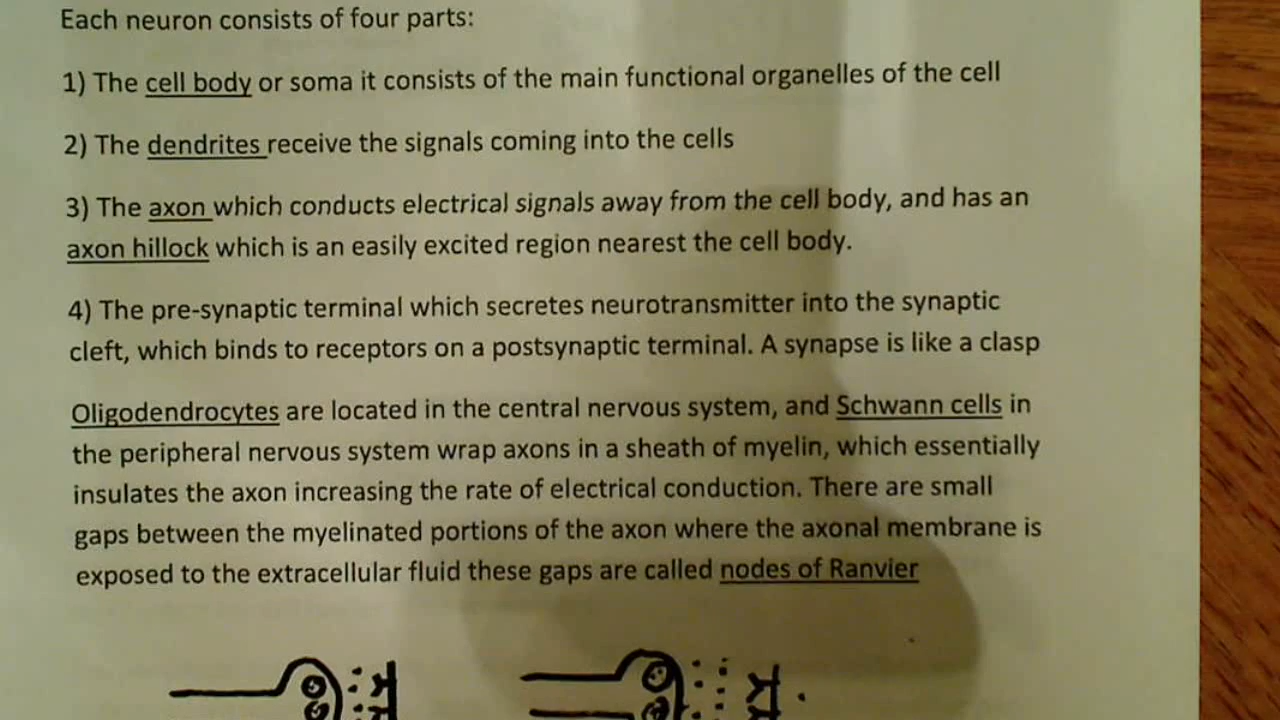 Each neuron consists of four parts:
1) The cell body or soma it consists of the main functional organelles of the cell
2) The dendrites receive the signals coming into the cells
3) The axon which conducts electrical signals away from the cell body, and has an
axon hillock which is an easily excited region nearest the cell body.
4) The pre-synaptic terminal which secretes neurotransmitter into the synaptic
cleft, which binds to receptors on a postsynaptic terminal. A synapse is like a clasp
Oligodendrocytes are located in the central nervous system, and Schwann cells in
the peripheral nervous system wrap axons in a sheath of myelin, which essentially
insulates the axon increasing the rate of electrical conduction. There are small
gaps between the myelinated portions of the axon where the axonal membrane is
exposed to the extracellular fluid these gaps are called nodes of Ranvier